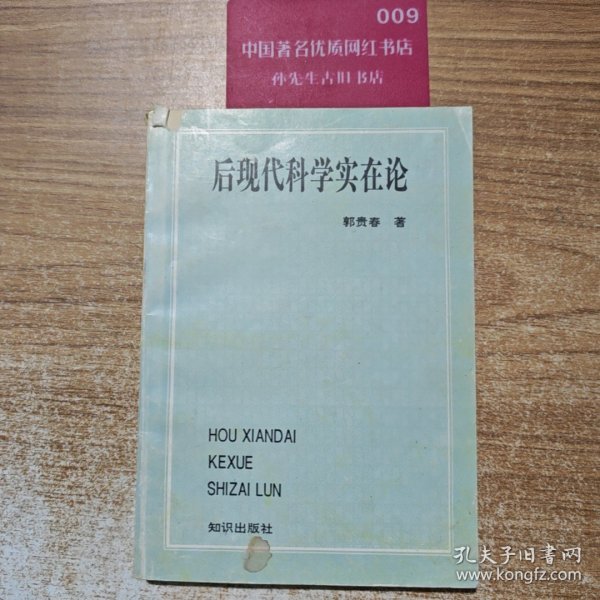 009
中国著名优质网红书店
孙先生古旧书店
后现代科学实在论
郭贵春 著
HOU XIANDAI
KEXUE
SHIZAI LUN
知识出版社
孔夫子旧书网
www.kongfz.com